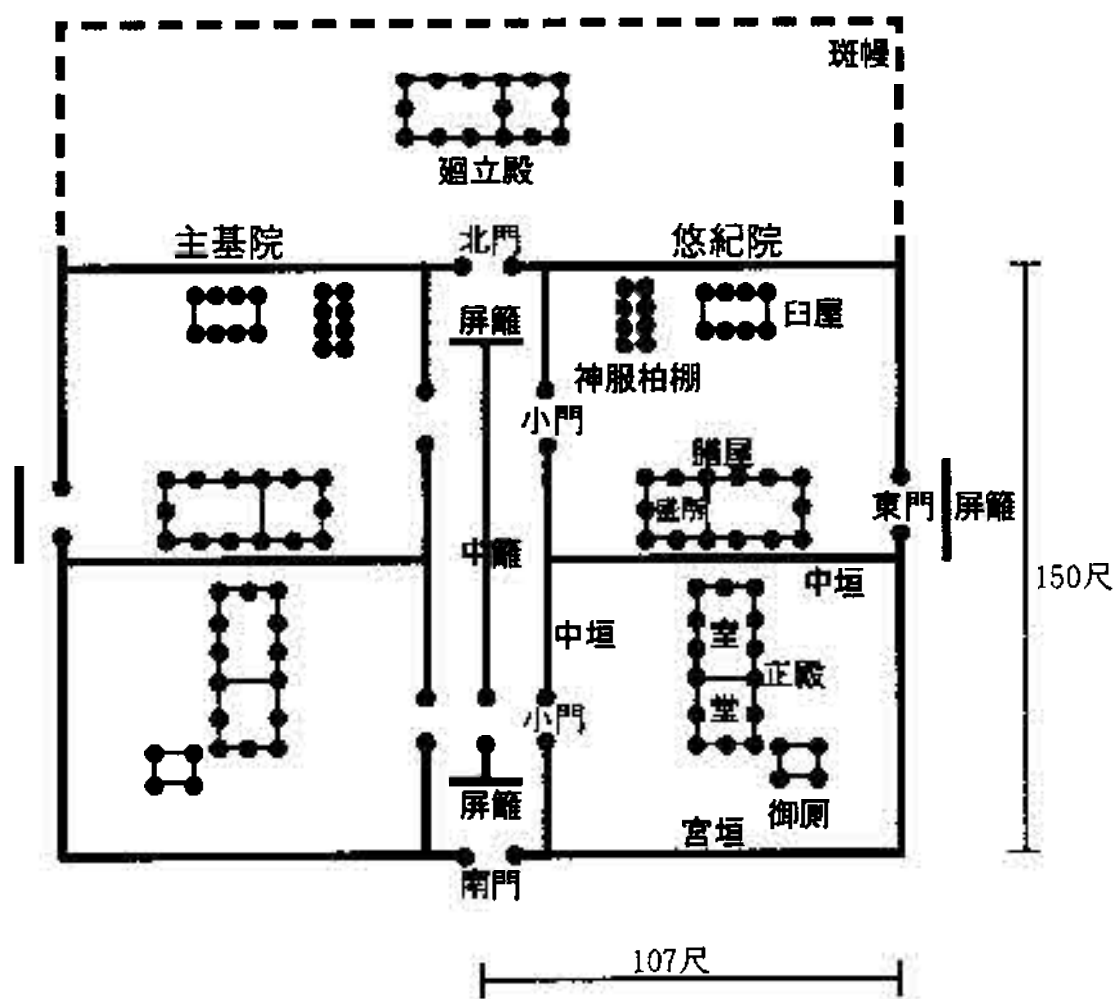 斑幔
廻立殿
主基院
北門
悠紀院
屏籬
臼屋
神服柏棚
小門
膳屋
盛所
東門
屏籬
中籬
中垣
150尺
中垣
室
正殿
堂
小門
屏籬
御厠
宮垣
南門
107尺